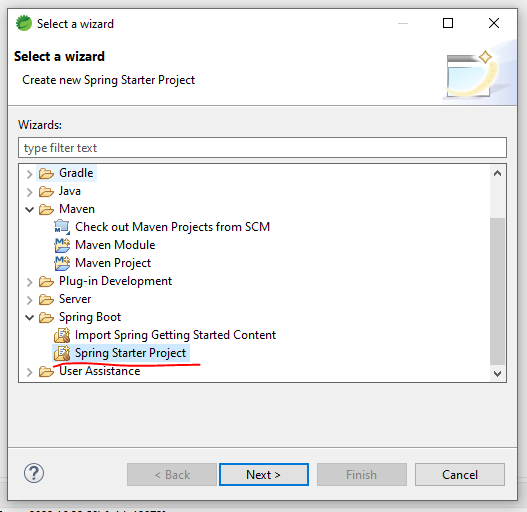 Select a wizard
Select a wizard
Create new Spring Starter Project
Wizards:
type filter text
Gradle
Java
Maven
Check out Maven Projects from SCM
Maven Module
Maven Project
Plug-in Development
Server
Spring Boot
Import Spring Getting Started Content
Spring Starter Project
User Assistance
? < Back Next > Finish Cancel